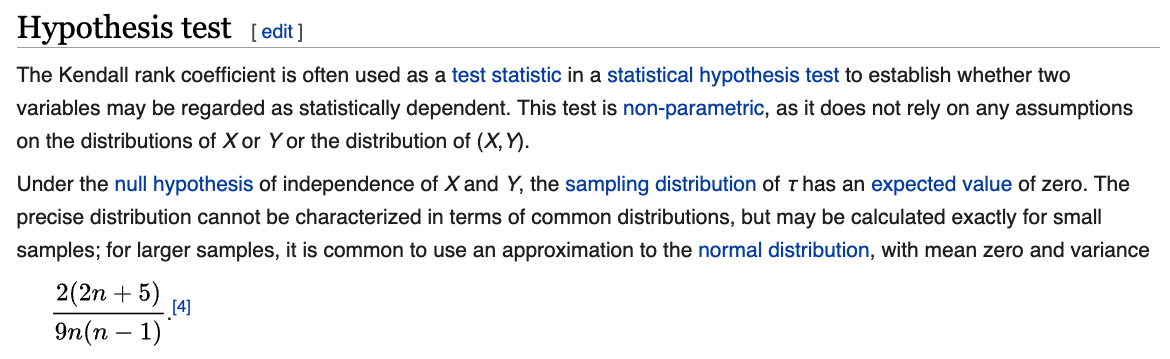 Hypothesis test [ edit ]
The Kendall rank coefficient is often used as a test statistic in a statistical hypothesis test to establish whether two
variables may be regarded as statistically dependent. This test is non-parametric, as it does not rely on any assumptions
on the distributions of X or Y or the distribution of (X,Y).
Under the null hypothesis of independence of X and Y, the sampling distribution of τ has an expected value of zero. The
precise distribution cannot be characterized in terms of common distributions, but may be calculated exactly for small
samples; for larger samples, it is common to use an approximation to the normal distribution, with mean zero and variance
2(2n + 5)
9n(n − 1)
.[4]